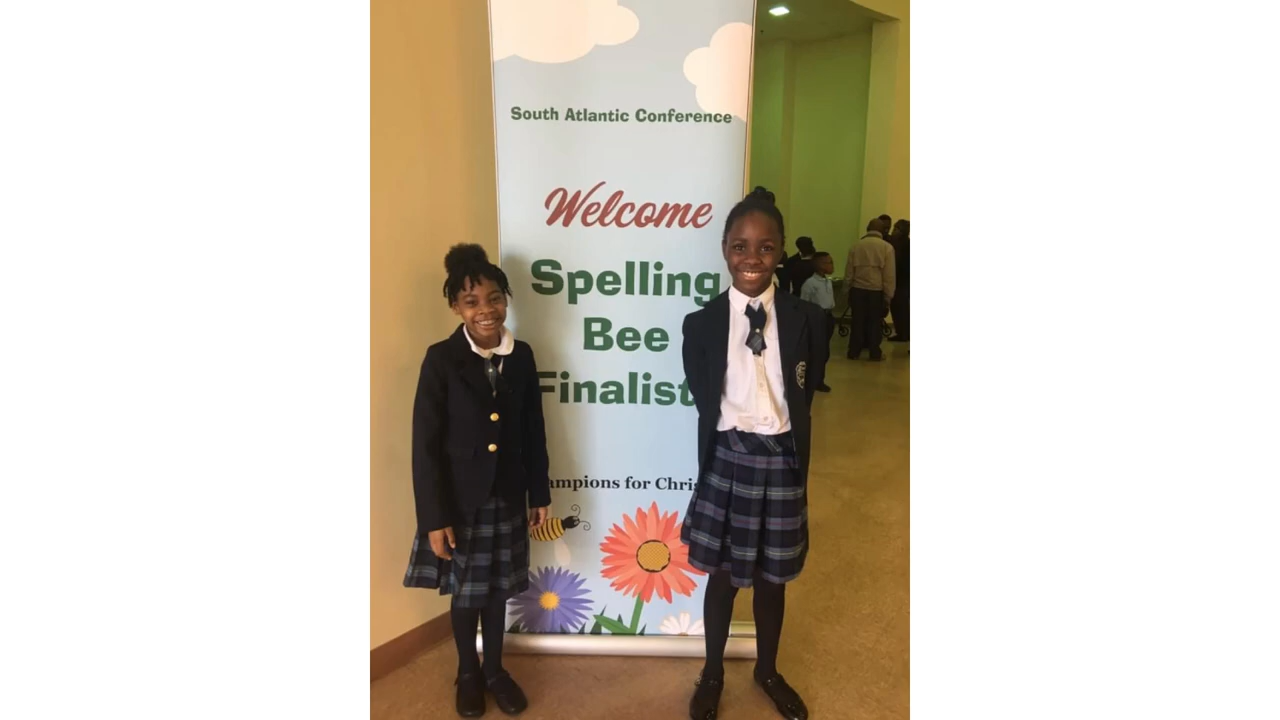 South Atlantic Conference
Welcome
Spelling
Bee
Finalist
ampions for Chris